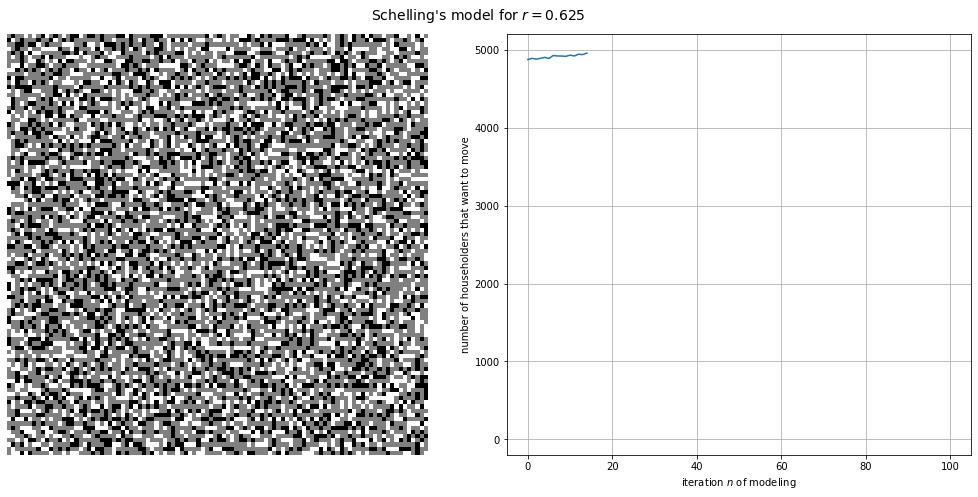 Schelling's model for r = 0.625
number of householders that want to move
5000
4000
3000
2000
1000
0
0 20 40 60 80 100
iteration n of modeling